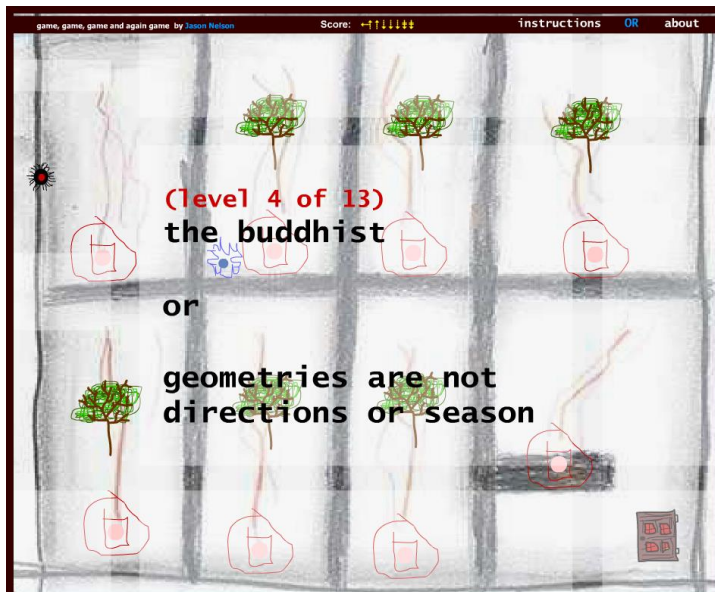 game, game, game and again game by Jason Nelson Score: instructions OR about
(level 4 of 13)
the buddhist
or
geometries are not
directions or season